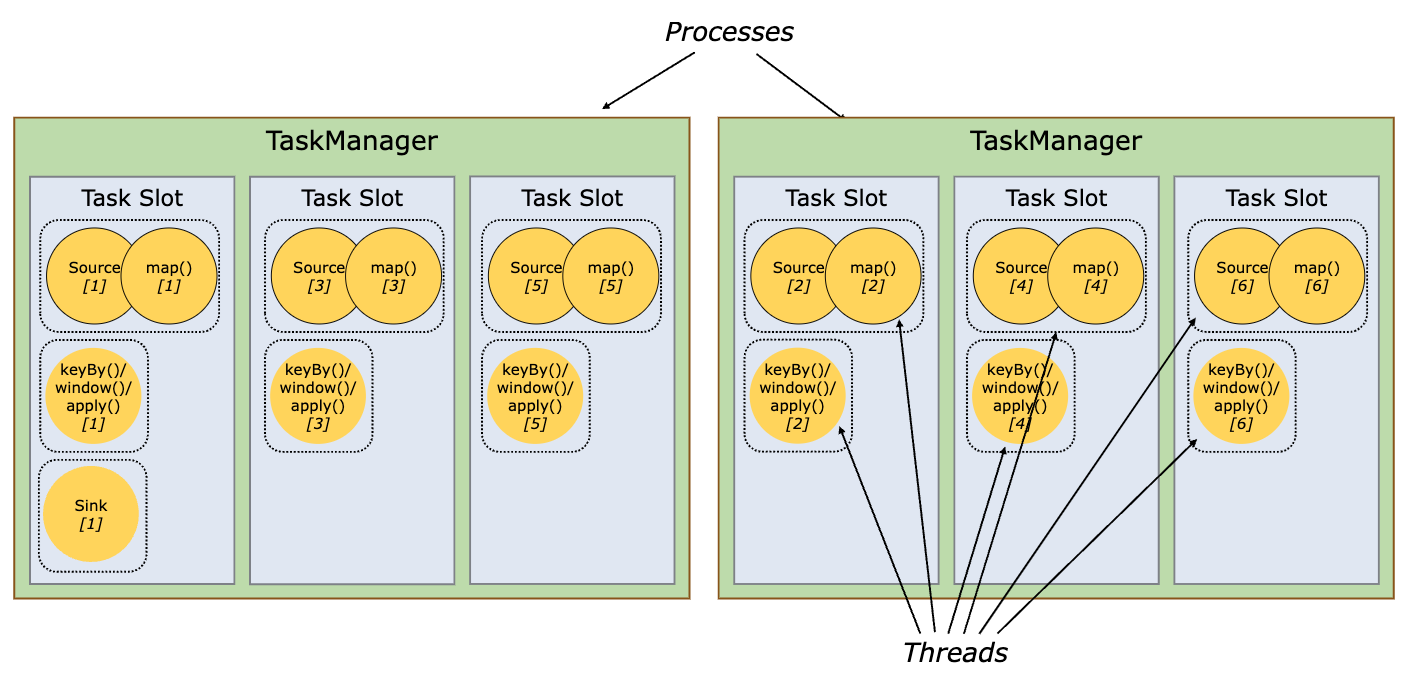 Processes
TaskManager
Task Slot
Source
[1]
map()
[1]
keyBy()/
window()/
apply()
[1]
Sink
[1]
Task Slot
Source
[3]
map()
[3]
keyBy()/
window()/
apply()
[3]
Task Slot
Source
[5]
map()
[5]
keyBy()/
window()/
apply()
[5]
TaskManager
Task Slot
Source
[2]
map()
[2]
keyBy()/
window()/
apply()
[2]
Task Slot
Source
[4]
map()
[4]
keyBy()/
window()/
apply()
[4]
Task Slot
Source
[6]
map()
[6]
keyBy()/
window()/
apply()
[6]
Threads